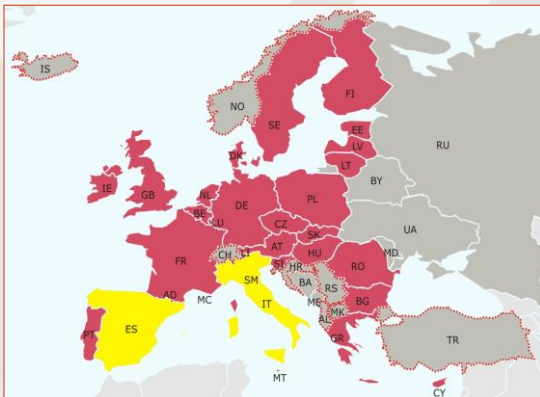 IS
NO
SE
FI
RU
EE
LV
LT
DK
BY
IE
GB
NL
BE
LU
DE
PL
CZ
SK
UA
MD
FR
CH
LI
AT
HU
RO
SI
HR
BA
RS
ME
MK
AL
BG
GR
AD
MC
SM
IT
PT
ES
TR
MT
CY